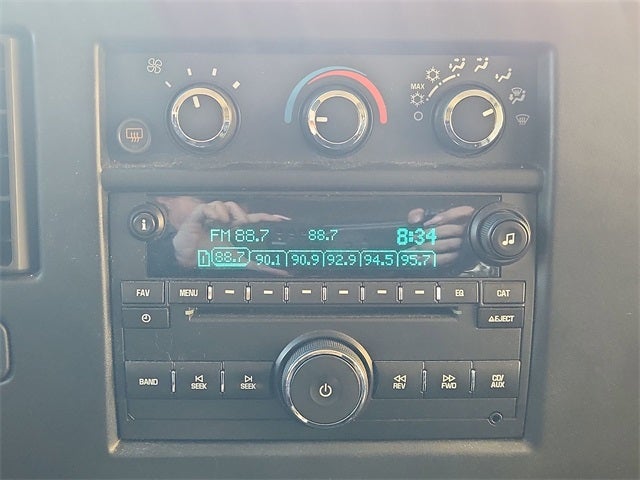 MAX
FM 88.7 88.7 8:34
1 88.7 90.1 90.9 92.9 94.5 95.7
FAV MENU EQ CAT
EJECT
BAND SEEK SEEK REV FWD CD/AUX